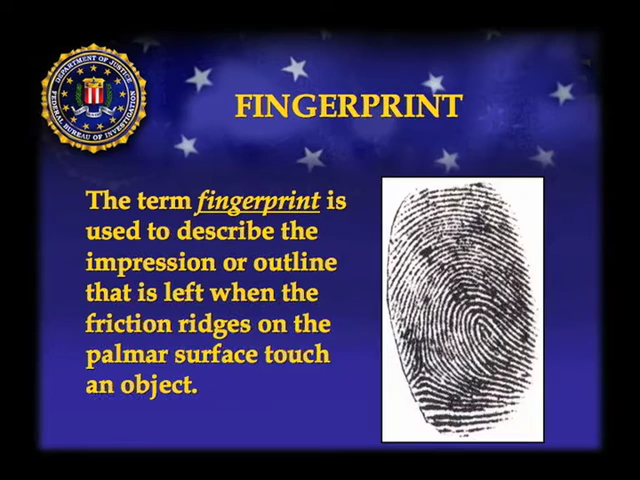 DEPARTMENT OF JUSTICE
FEDERAL BUREAU OF INVESTIGATION
FINGERPRINT
The term fingerprint is
used to describe the
impression or outline
that is left when the
friction ridges on the
palmar surface touch
an object.